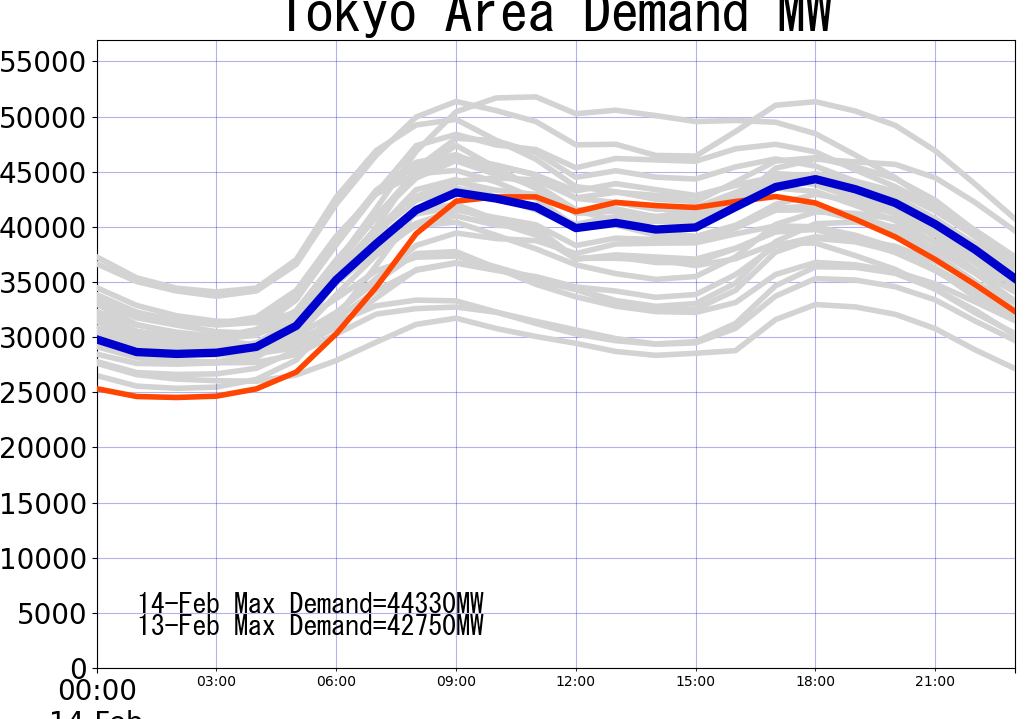 Tokyo Area Demand MW
55000
50000
45000
40000
35000
30000
25000
20000
15000
10000
5000
0
14-Feb Max Demand=44330MW
13-Feb Max Demand=42750MW
00:00 03:00 06:00 09:00 12:00 15:00 18:00 21:00
14-Feb